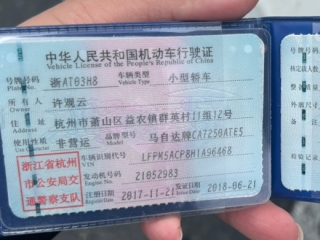 中华人民共和国机动车行驶证
Vehicle License of the People's Republic of China
号牌号码 浙AT03H8 车辆类型 小型轿车
所有人 许观云
住址 杭州市萧山区益农镇群英村11组12号
使用性质 非营运 品牌型号 马自达牌CA7250ATE5
浙江省杭州市公安局交通警察支队
车辆识别代号 LFPM5ACP8H1A96468
发动机号码 21052983
注册日期 2017-11-21 发证日期 2018-06-21